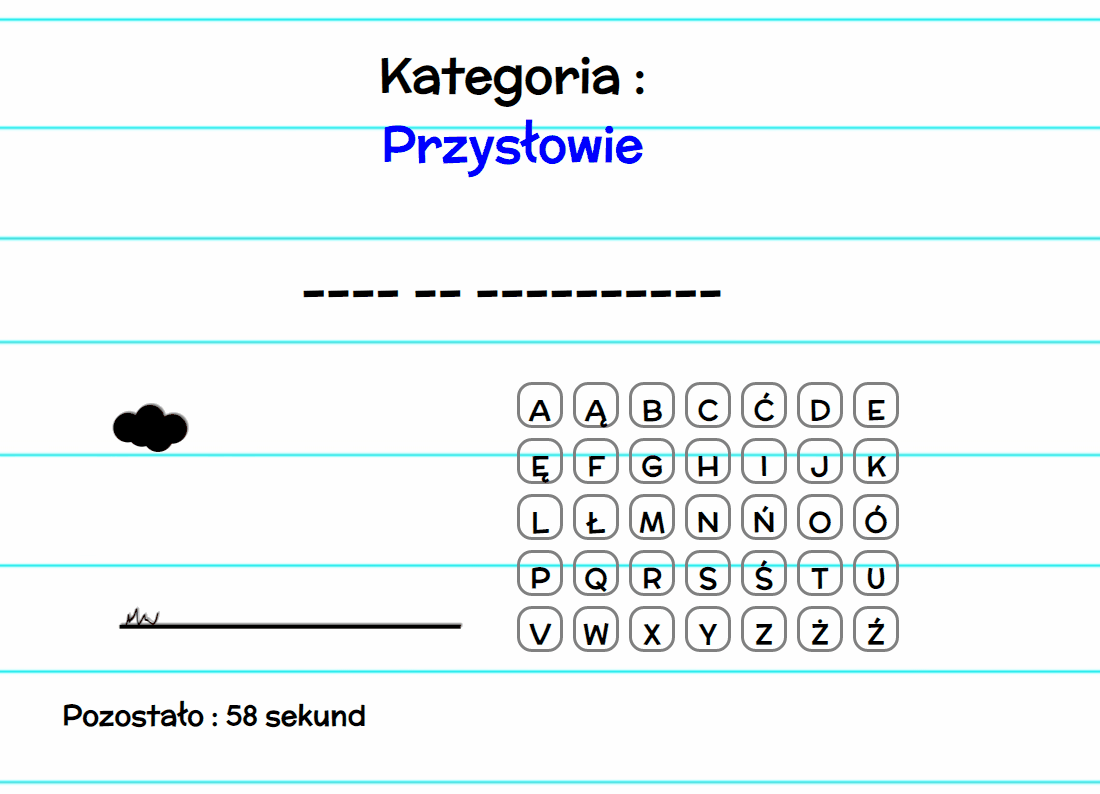 Kategoria :
Przysłowie
---- -- ----------
A Ą B C Ć D E
Ę F G H I J K
L Ł M N Ń O Ó
P Q R S Ś T U
V W X Y Z Ż Ź
Pozostało : 58 sekund